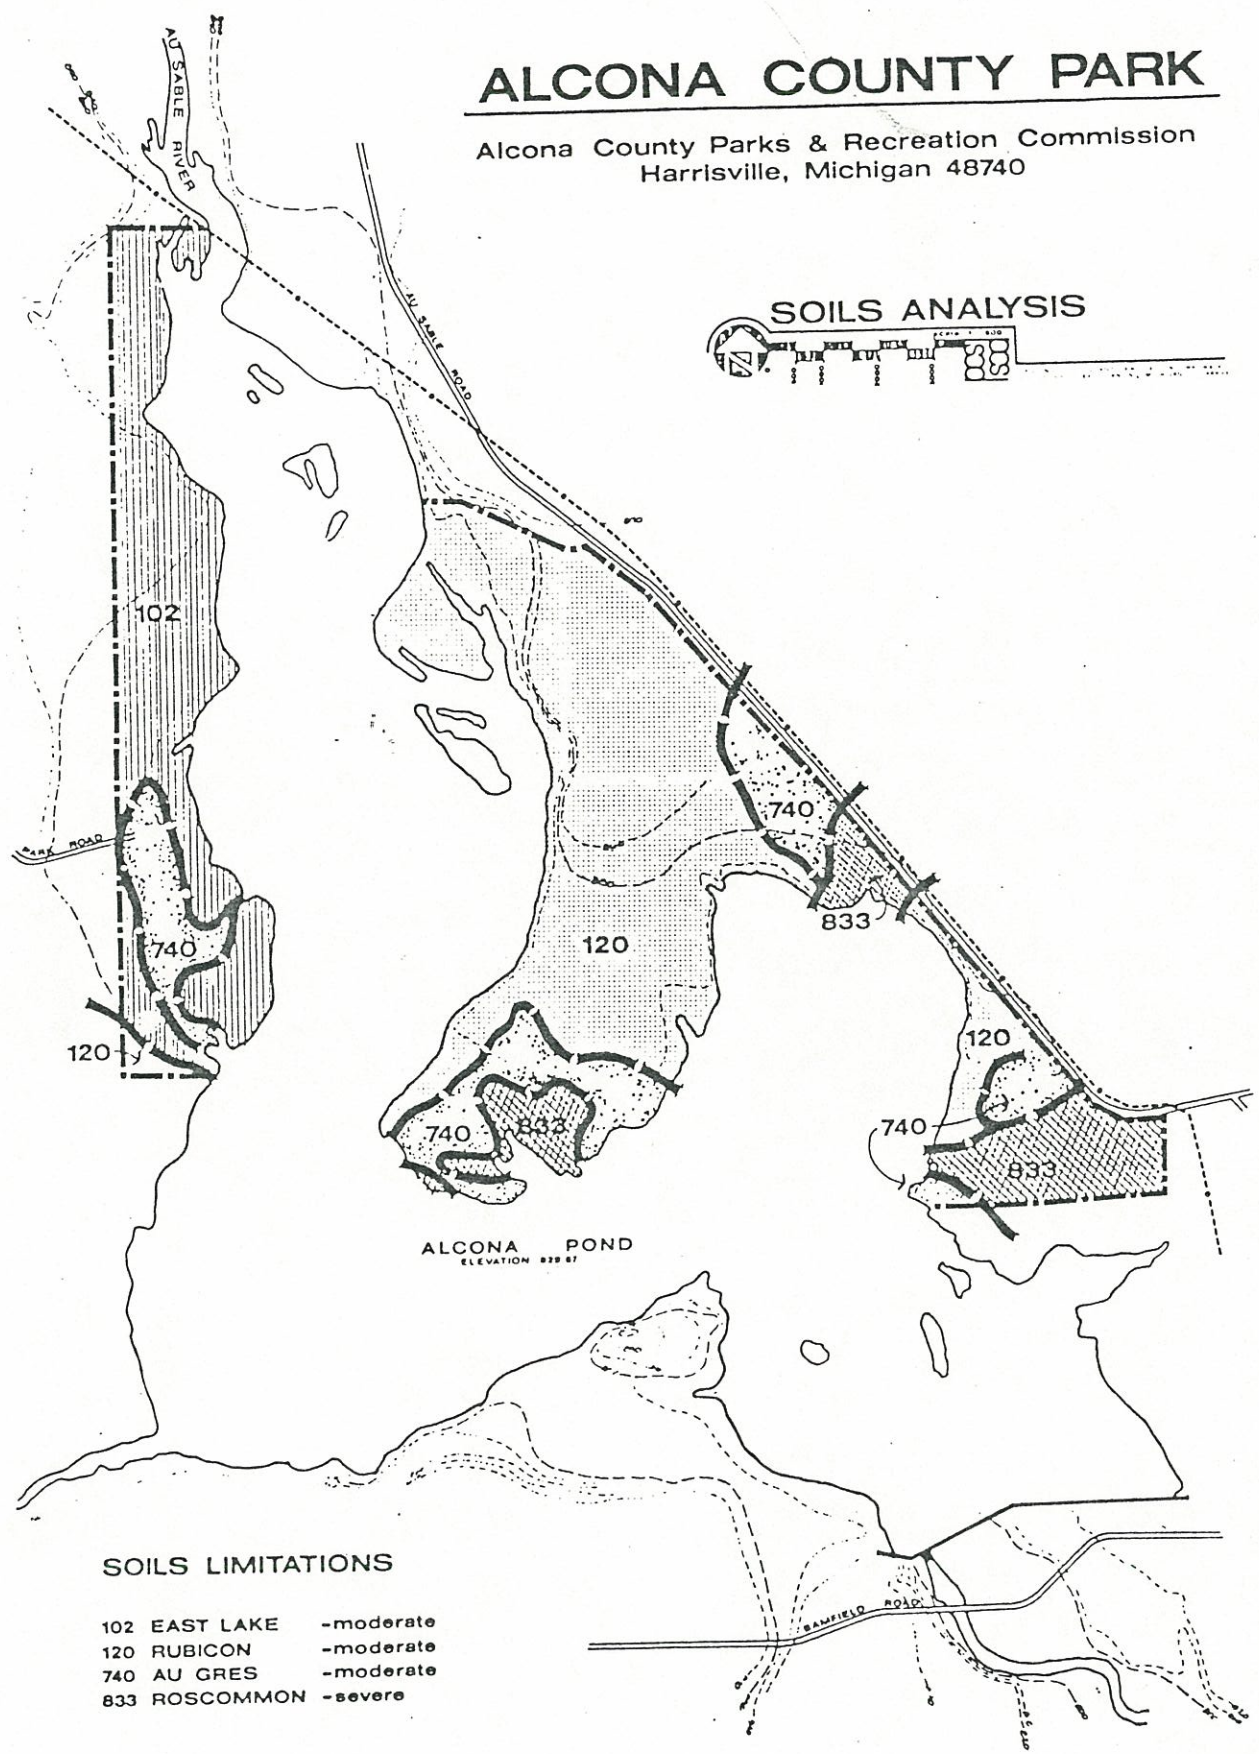 ALCONA COUNTY PARK
Alcona County Parks & Recreation Commission
Harrisville, Michigan 48740
AU SABLE RIVER
SOILS ANALYSIS
AU SABLE ROAD
102
740
PARK ROAD
833
120
740
120
120
740
833
740
833
ALCONA POND
ELEVATION
SOILS LIMITATIONS
102 EAST LAKE -moderate
120 RUBICON -moderate
740 AU GRES -moderate
833 ROSCOMMON -severe
BAMFIELD ROAD